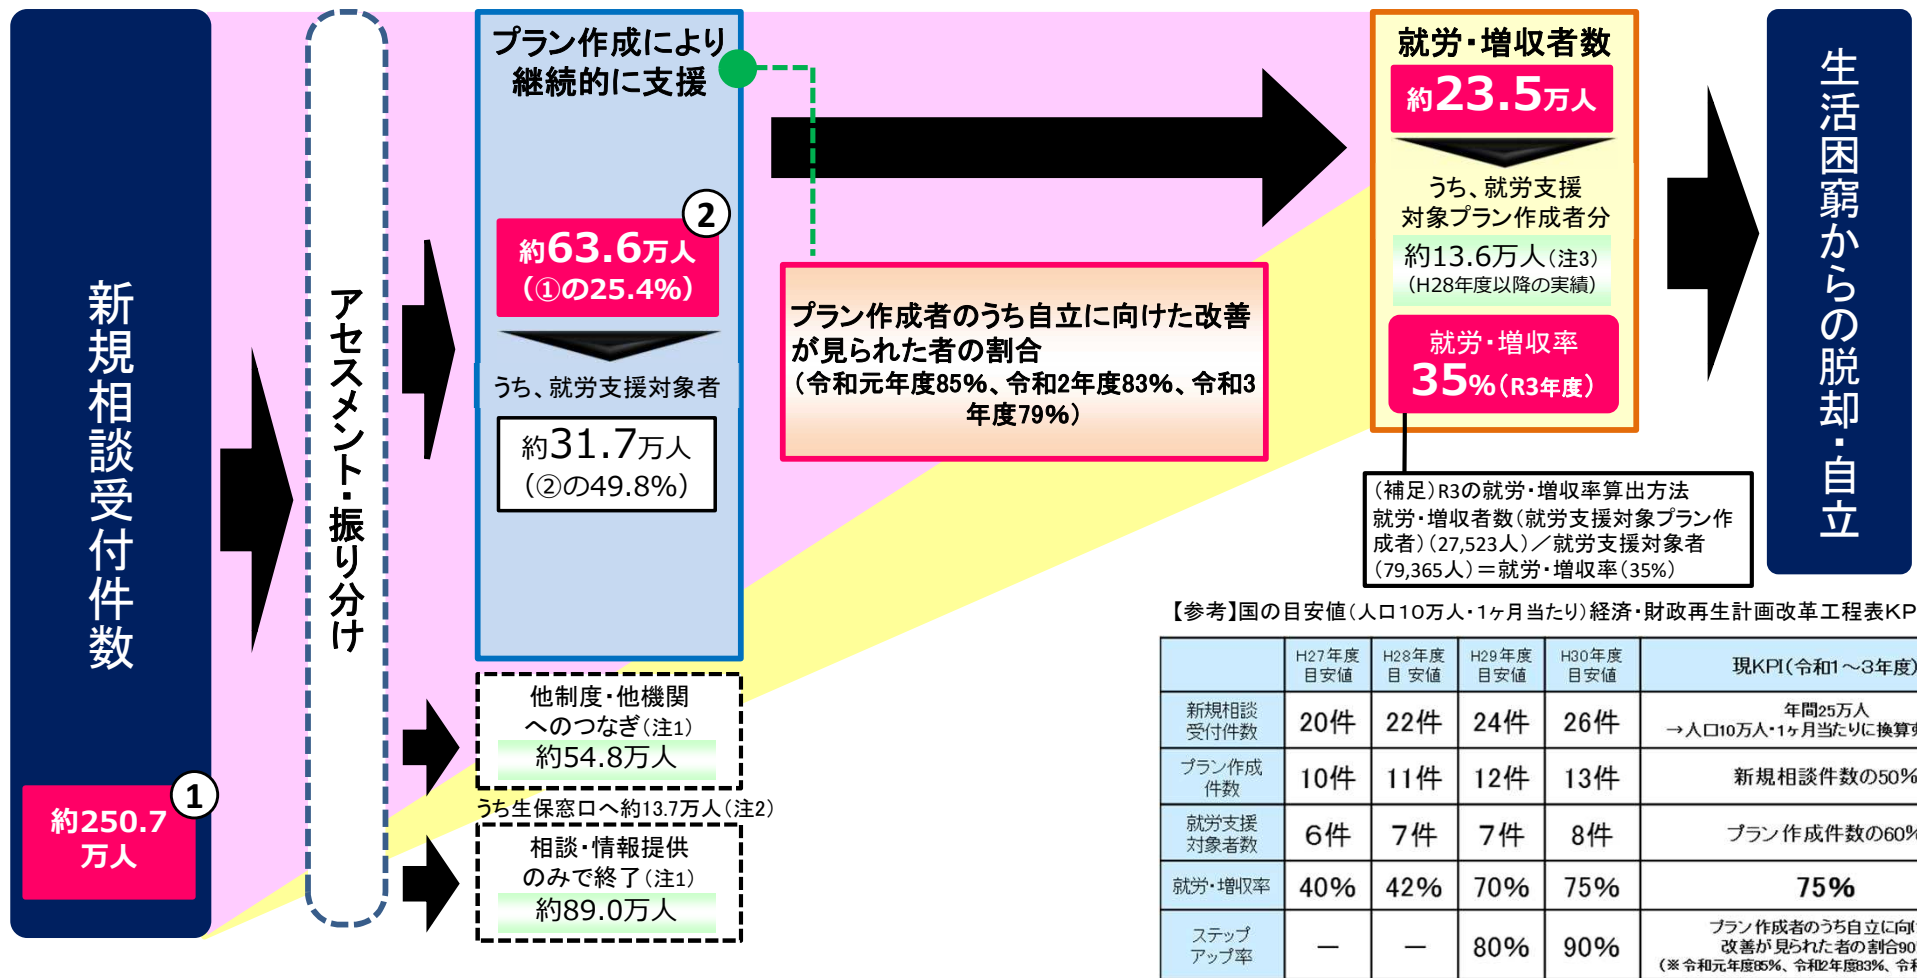 新規相談受付件数
①
約250.7
万人
アセスメント・振り分け
プラン作成により
継続的に支援
②
約63.6万人
（①の25.4%）
うち、就労支援対象者
約31.7万人
（②の49.8%）
他制度・他機関
へのつなぎ（注1）
約54.8万人
うち生保窓口へ約13.7万人（注2）
相談・情報提供
のみで終了（注1）
約89.0万人
プラン作成者のうち自立に向けた改善
が見られた者の割合
（令和元年度85%、令和2年度83%、令和3
年度79%）
就労・増収者数
約23.5万人
うち、就労支援
対象プラン作成者分
約13.6万人（注3）
（H28年度以降の実績）
就労・増収率
35%（R3年度）
（補足）R3の就労・増収率算出方法
就労・増収者数（就労支援対象プラン作
成者）（27,523人）／就労支援対象者
（79,365人）＝就労・増収率（35%）
生活困窮からの脱却・自立
【参考】国の目安値（人口10万人・1ヶ月当たり）経済・財政再生計画改革工程表KP
H27年度 H28年度 H29年度 H30年度
目安値 目安値 目安値 目安値 現KPI（令和1～3年度）
新規相談
受付件数 20件 22件 24件 26件 年間25万人
→人口10万人・1ヶ月当たりに換算
プラン作成
件数 10件 11件 12件 13件 新規相談件数の50%
就労支援
対象者数 6件 7件 7件 8件 プラン作成件数の60%
就労・増収率 40% 42% 70% 75% 75%
ステップ
アップ率 － － 80% 90% プラン作成者のうち自立に向
改善が見られた者の割合90
（※令和元年度85%、令和2年度83%、令和